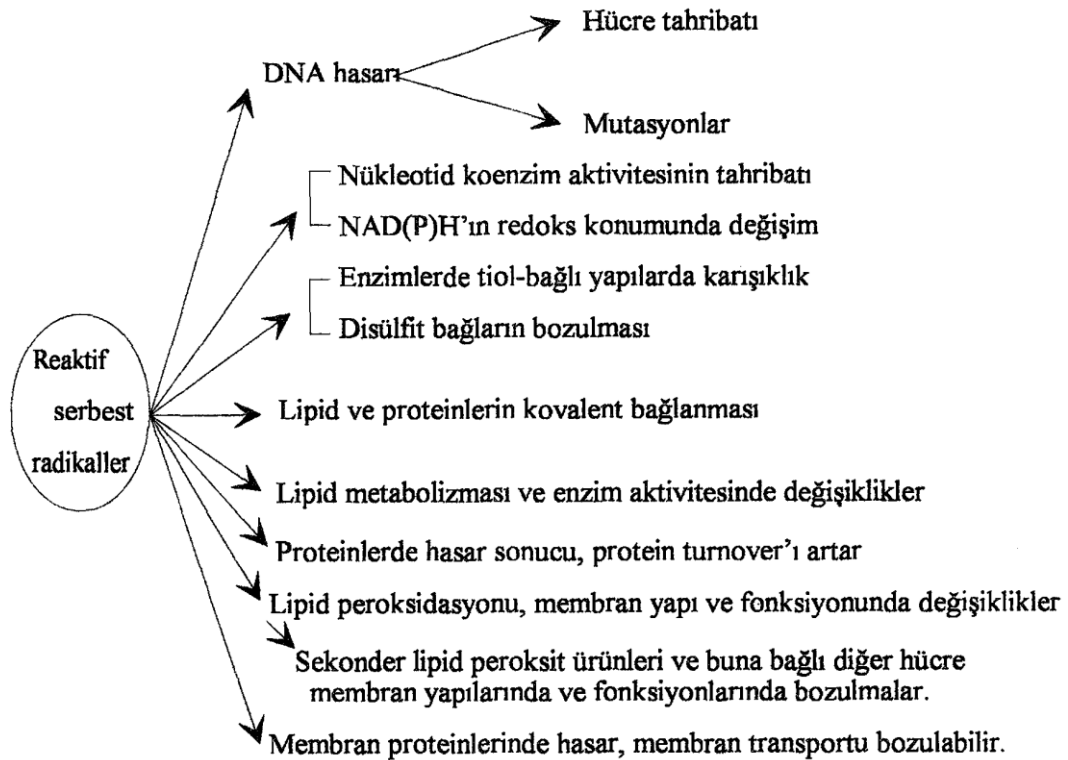 Hücre tahribatı
DNA hasarı
Mutasyonlar
Nükleotid koenzim aktivitesinin tahribatı
NAD(P)H'ın redoks konumunda değişim
Enzimlerde tiol-bağlı yapılarda karışıklık
Disülfit bağların bozulması
Reaktif
serbest
radikaller
Lipid ve proteinlerin kovalent bağlanması
Lipid metabolizması ve enzim aktivitesinde değişiklikler
Proteinlerde hasar sonucu, protein turnover'ı artar
Lipid peroksidasyonu, membran yapı ve fonksiyonunda değişiklikler
Sekonder lipid peroksit ürünleri ve buna bağlı diğer hücre
membran yapılarında ve fonksiyonlarında bozulmalar.
Membran proteinlerinde hasar, membran transportu bozulabilir.